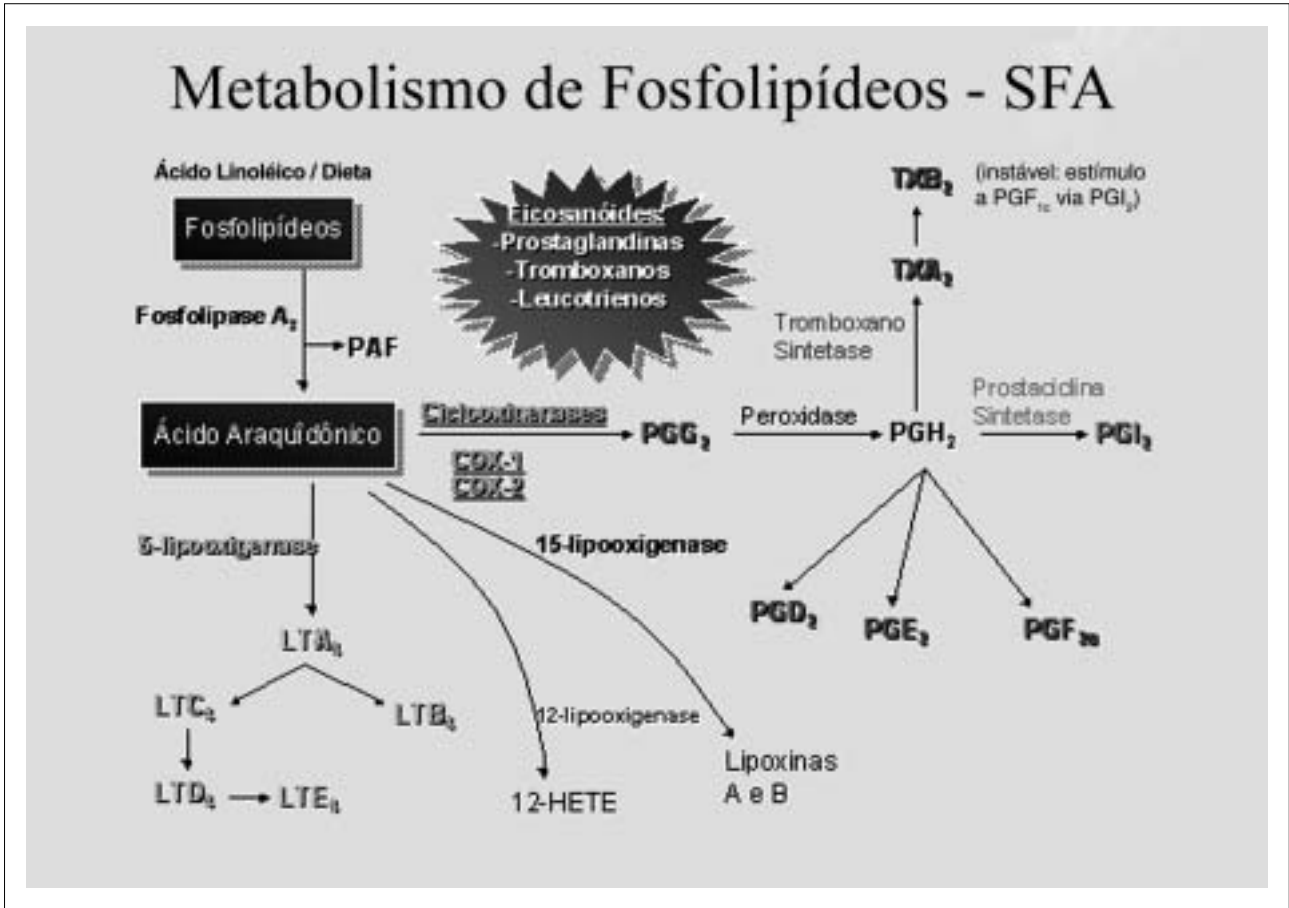 Metabolismo de Fosfolipídeos - SFA
Ácido Linoléico / Dieta
Fosfolipídeos
Fosfolipase A₂
PAF
Ácido Araquidônico
Eicosanóides:
-Prostaglandinas
-Tromboxanos
-Leucotrienos
TXB₂
(instável: estímulo
a PGF via PGI₂)
TXA₂
Tromboxano
Sintetase
COX-1
COX-2
PGG₂
Peroxidase
PGH₂
Prostaciclina
Sintetase
PGI₂
PGD₂
PGE₂
PGF₂α
5-lipooxigenase
15-lipooxigenase
12-lipooxigenase
LTA₄
LTC₄
LTB₄
LTD₄
LTE₄
12-HETE
Lipoxinas
A e B